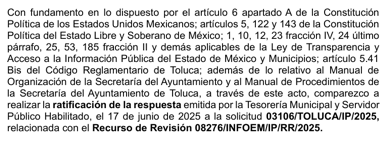 Con fundamento en lo dispuesto por el artículo 6 apartado A de la Constitución
Política de los Estados Unidos Mexicanos; artículos 5, 122 y 143 de la Constitución
Política del Estado Libre y Soberano de México; 1, 10, 12, 23 fracción IV, 24 último
párrafo, 25, 53, 185 fracción II y demás aplicables de la Ley de Transparencia y
Acceso a la Información Pública del Estado de México y Municipios; artículo 5.41
Bis del Código Reglamentario de Toluca; además de lo relativo al Manual de
Organización de la Secretaría del Ayuntamiento y al Manual de Procedimientos de
la Secretaría del Ayuntamiento de Toluca, a través de este acto, comparezco a
realizar la ratificación de la respuesta emitida por la Tesorería Municipal y Servidor
Público Habilitado, el 17 de junio de 2025 a la solicitud 03106/TOLUCA/IP/2025,
relacionada con el Recurso de Revisión 08276/INFOEM/IP/RR/2025.